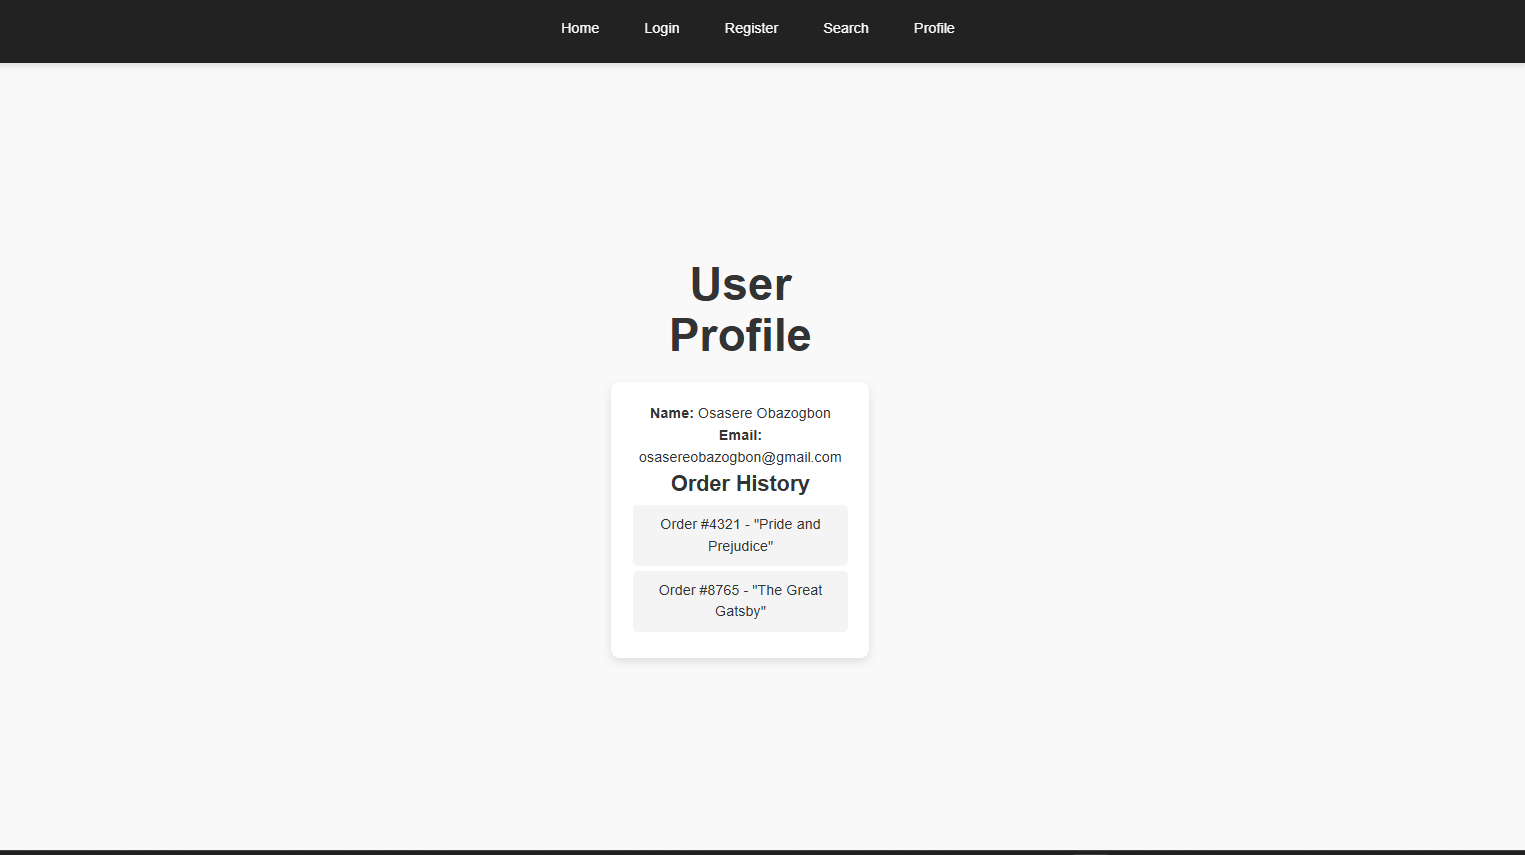 Home Login Register Search Profile
User
Profile
Name: Osasere Obazogbon
Email:
osasereobazogbon@gmail.com
Order History
Order #4321 - "Pride and
Prejudice"
Order #8765 - "The Great
Gatsby"